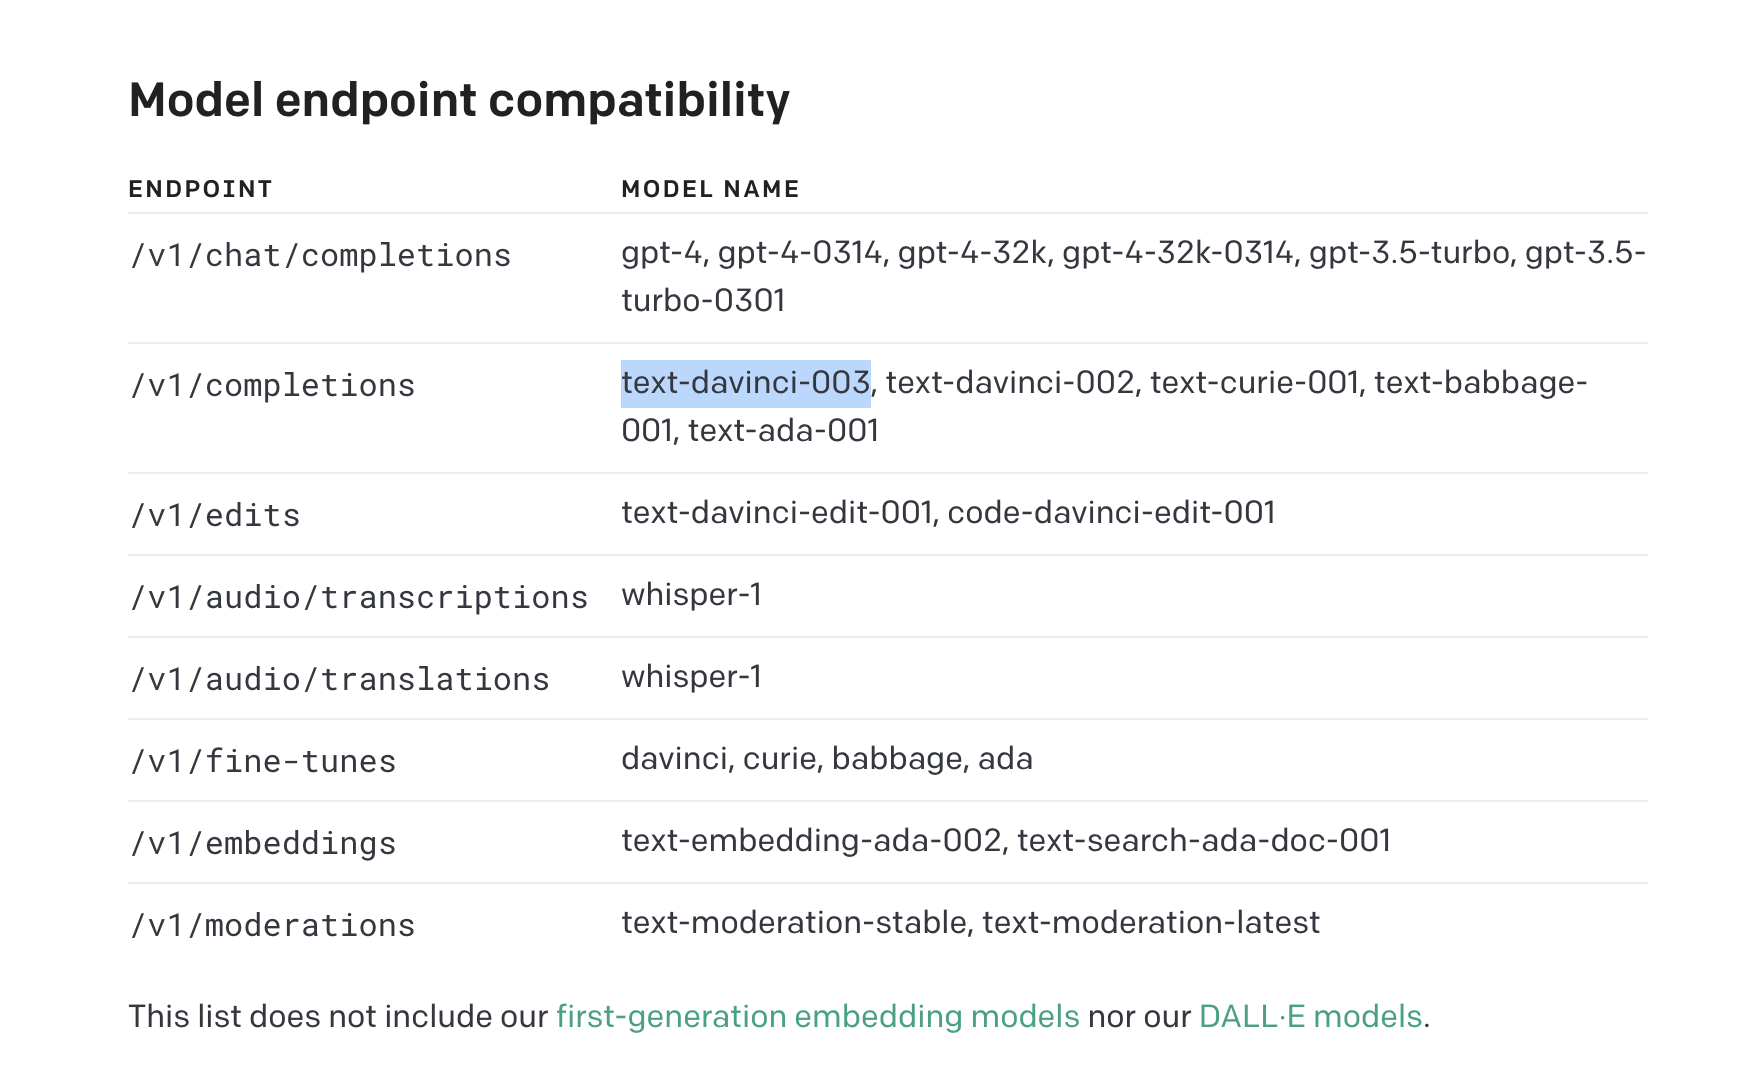 Model endpoint compatibility
ENDPOINT MODEL NAME
/v1/chat/completions gpt-4, gpt-4-0314, gpt-4-32k, gpt-4-32k-0314, gpt-3.5-turbo, gpt-3.5-
turbo-0301
/v1/completions text-davinci-003, text-davinci-002, text-curie-001, text-babbage-
001, text-ada-001
/v1/edits text-davinci-edit-001, code-davinci-edit-001
/v1/audio/transcriptions whisper-1
/v1/audio/translations whisper-1
/v1/fine-tunes davinci, curie, babbage, ada
/v1/embeddings text-embedding-ada-002, text-search-ada-doc-001
/v1/moderations text-moderation-stable, text-moderation-latest
This list does not include our first-generation embedding models nor our DALL·E models.